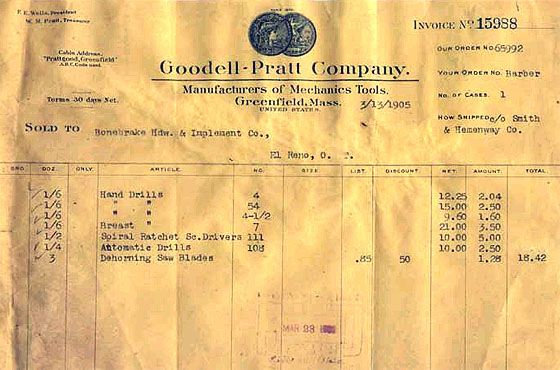 F. E. Wells, President
W. M. Pratt, Treasurer
Cable Address,
"Prattgood, Greenfield"
A.B.C. Code used.
Terms 30 days Net.
Goodell-Pratt Company.
Manufacturers of Mechanics Tools.
Greenfield, Mass.
UNITED STATES.
3/13/1905
INVOICE No 15988
OUR ORDER NO 65992
YOUR ORDER NO. Barber
NO. OF CASES. 1
HOW SHIPPED c/o Smith
& Hemenway Co.
SOLD TO Bonebrake Hdw. & Implement Co.,
El Reno, O. T.
GRO. DOZ. ONLY ARTICLE. NO. SIZE LIST. DISCOUNT. NET. AMOUNT. TOTAL.
1/6 Hand Drills 4 12.25 2.04
1/6 " " 54 15.00 2.50
1/6 " " 4-1/2 9.60 1.60
1/6 Breast " 7 21.00 3.50
1/2 Spiral Ratchet Sc.Drivers 111 10.00 5.00
1/4 Automatic Drills 108 10.00 2.50
3 Dehorning Saw Blades .85 50 1.28 18.42
MAR 23